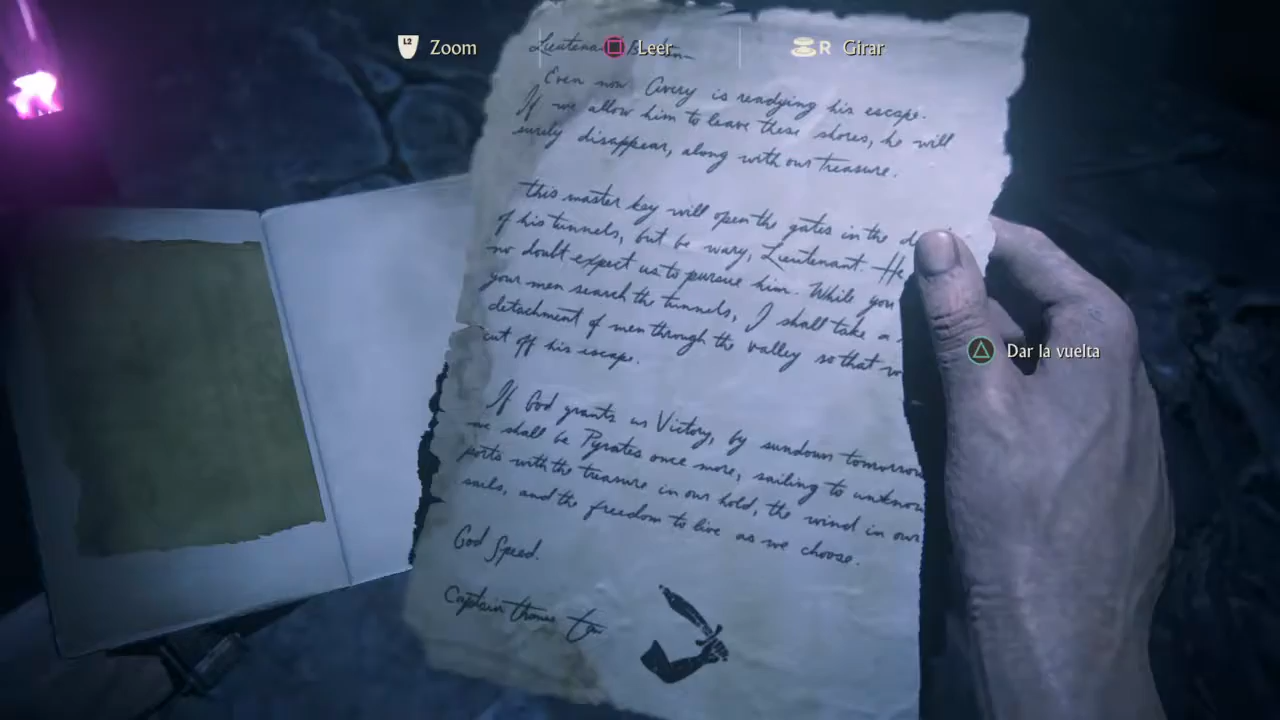 L2 Zoom
Leer
R Girar
Even now Avery is readying his escape.
If we allow him to leave these shores, he will
surely disappear, along with our treasure.
This master key will open the gates in the
of his tunnels, but be wary, Lieutenant. He
no doubt expect us to pursue him. While you
your men search the tunnels, I shall take a
detachment of men through the valley so that
cut off his escape.
Dar la vuelta
If God grants us Victory, by sundown tomorrow
we shall be Pyrates once more, sailing to
ports with the treasure in our hold, the wind in our
sails, and the freedom to live as we choose.
God Speed.
Captain Thomas